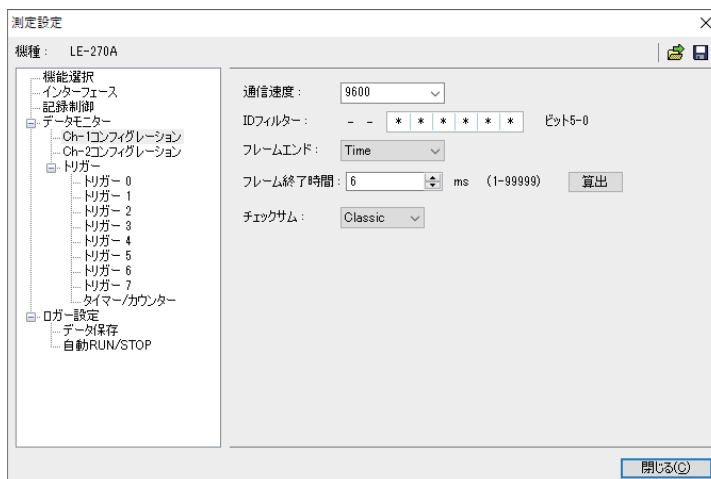 測定設定
機種： LE-270A
機能選択
インターフェース
記録制御
データモニター
Ch-1コンフィグレーション
Ch-2コンフィグレーション
トリガー
トリガー 0
トリガー 1
トリガー 2
トリガー 3
トリガー 4
トリガー 5
トリガー 6
トリガー 7
タイマー/カウンター
ロガー設定
データ保存
自動RUN/STOP
通信速度： 9600
IDフィルター： - - * * * * * * ビット5-0
フレームエンド： Time
フレーム終了時間： 6 ms (1-99999) 算出
チェックサム： Classic
閉じる(C)